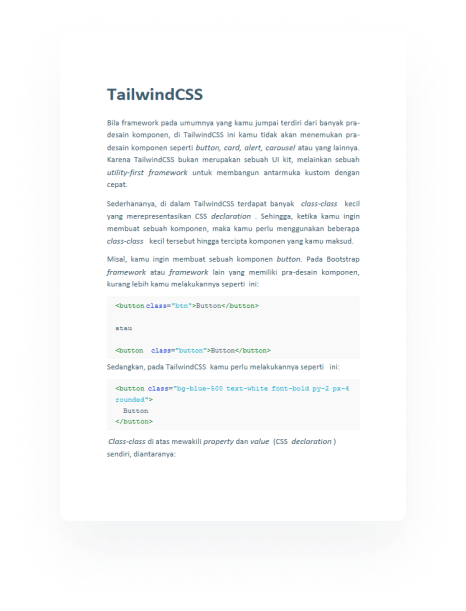 TailwindCSS
Bila framework pada umumnya yang kamu jumpai terdiri dari banyak pra-
desain komponen, di TailwindCSS ini kamu tidak akan menemukan pra-
desain komponen seperti button, card, alert, carousel atau yang lainnya.
Karena TailwindCSS bukan merupakan sebuah UI kit, melainkan sebuah
utility-first framework untuk membangun antarmuka kustom dengan
cepat.
Sederhananya, di dalam TailwindCSS terdapat banyak class-class kecil
yang merepresentasikan CSS declaration . Sehingga, ketika kamu ingin
membuat sebuah komponen, maka kamu perlu menggunakan beberapa
class-class kecil tersebut hingga tercipta komponen yang kamu maksud.
Misal, kamu ingin membuat sebuah komponen button. Pada Bootstrap
framework atau framework lain yang memiliki pra-desain komponen,
kurang lebih kamu melakukannya seperti ini:
<button class="btn">Button</button>
atau
<button class="button">Button</button>
Sedangkan, pada TailwindCSS kamu perlu melakukannya seperti ini:
<button class="bg-blue-500 text-white font-bold py-2 px-4
rounded">
Button
</button>
Class-class di atas mewakili property dan value (CSS declaration )
sendiri, diantaranya: